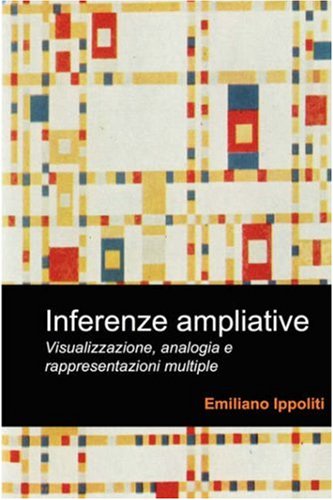 Inferenze ampliative
Visualizzazione, analogia e
rappresentazioni multiple
Emiliano Ippoliti